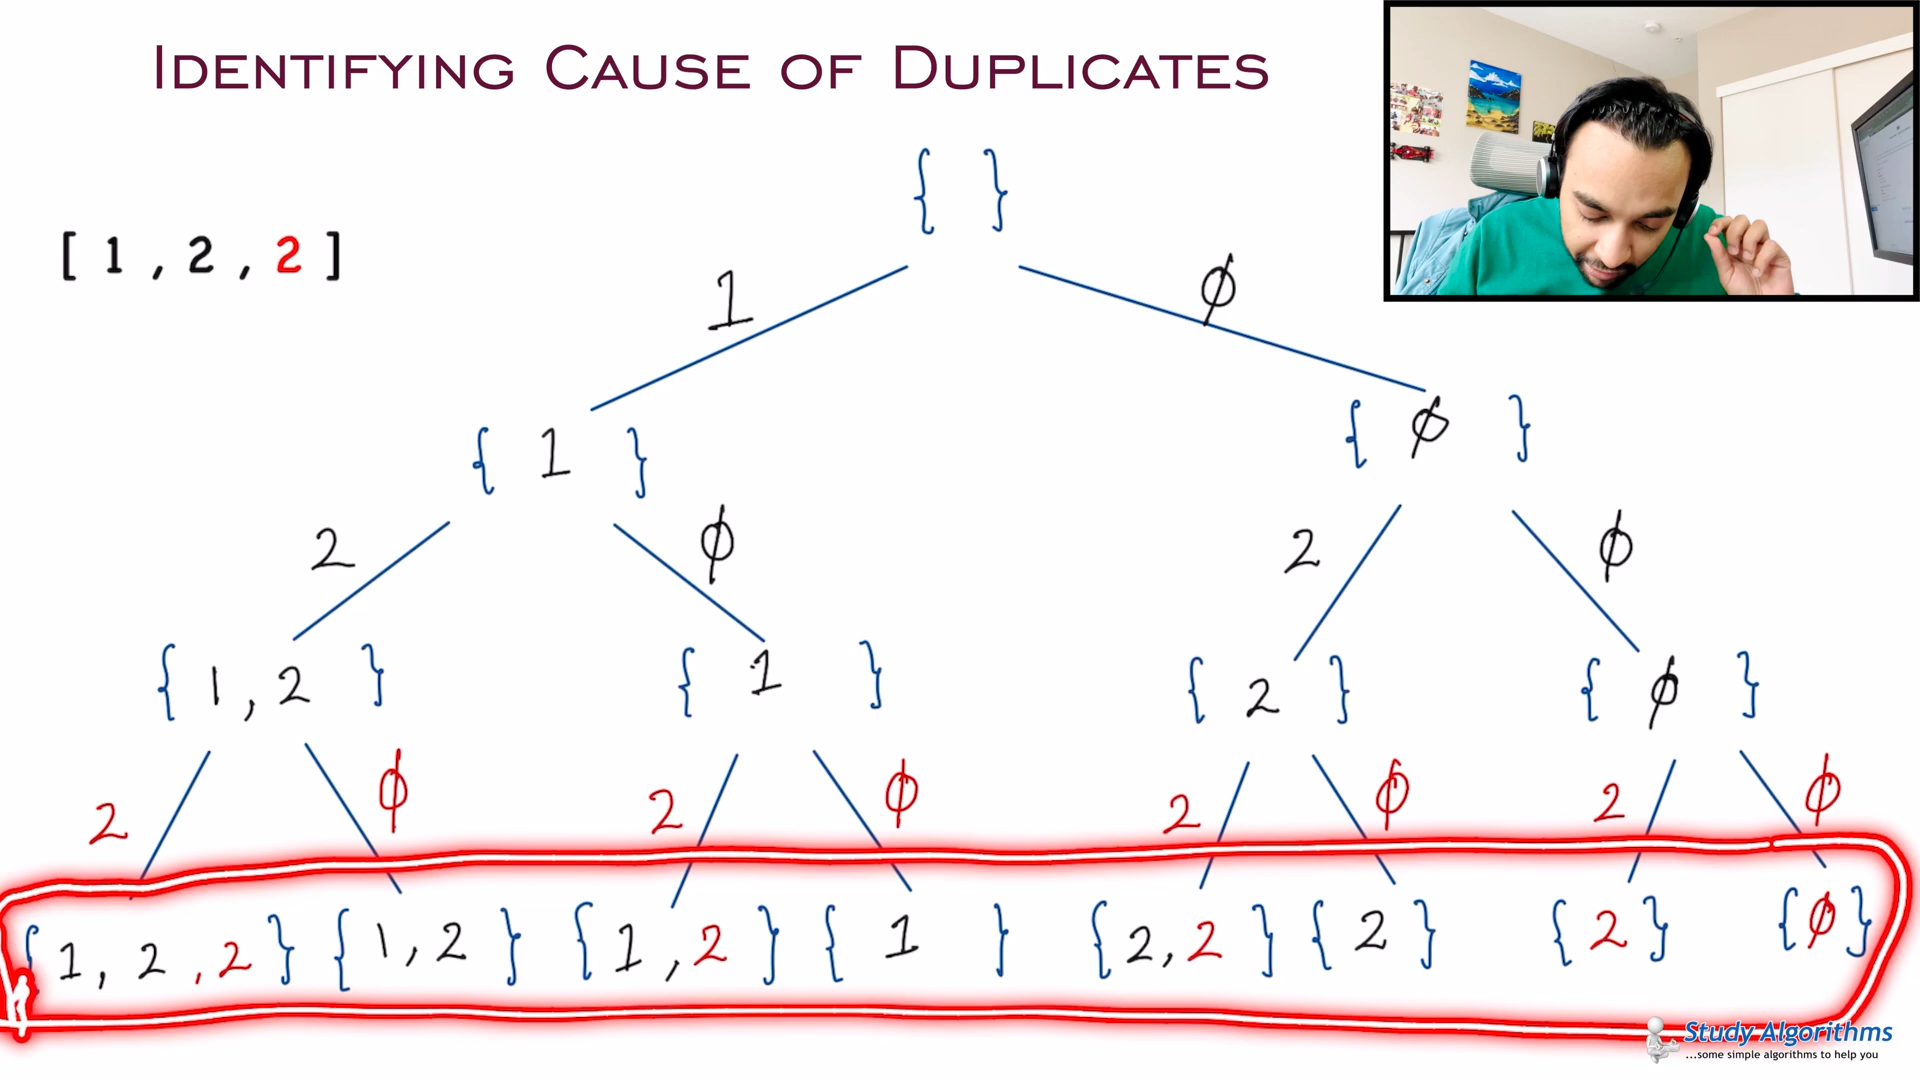 IDENTIFYING CAUSE OF DUPLICATES
{ }
[ 1 , 2 , 2 ]
1 ϕ
{ 1 } { ϕ }
2 ϕ 2 ϕ
{ 1 , 2 } { 1 } { 2 } { ϕ }
2 ϕ 2 ϕ 2 ϕ 2 ϕ
{ 1 , 2 , 2 } { 1 , 2 } { 1 , 2 } { 1 } { 2 , 2 } { 2 } { 2 } { ϕ }
Study Algorithms
...some simple algorithms to help you